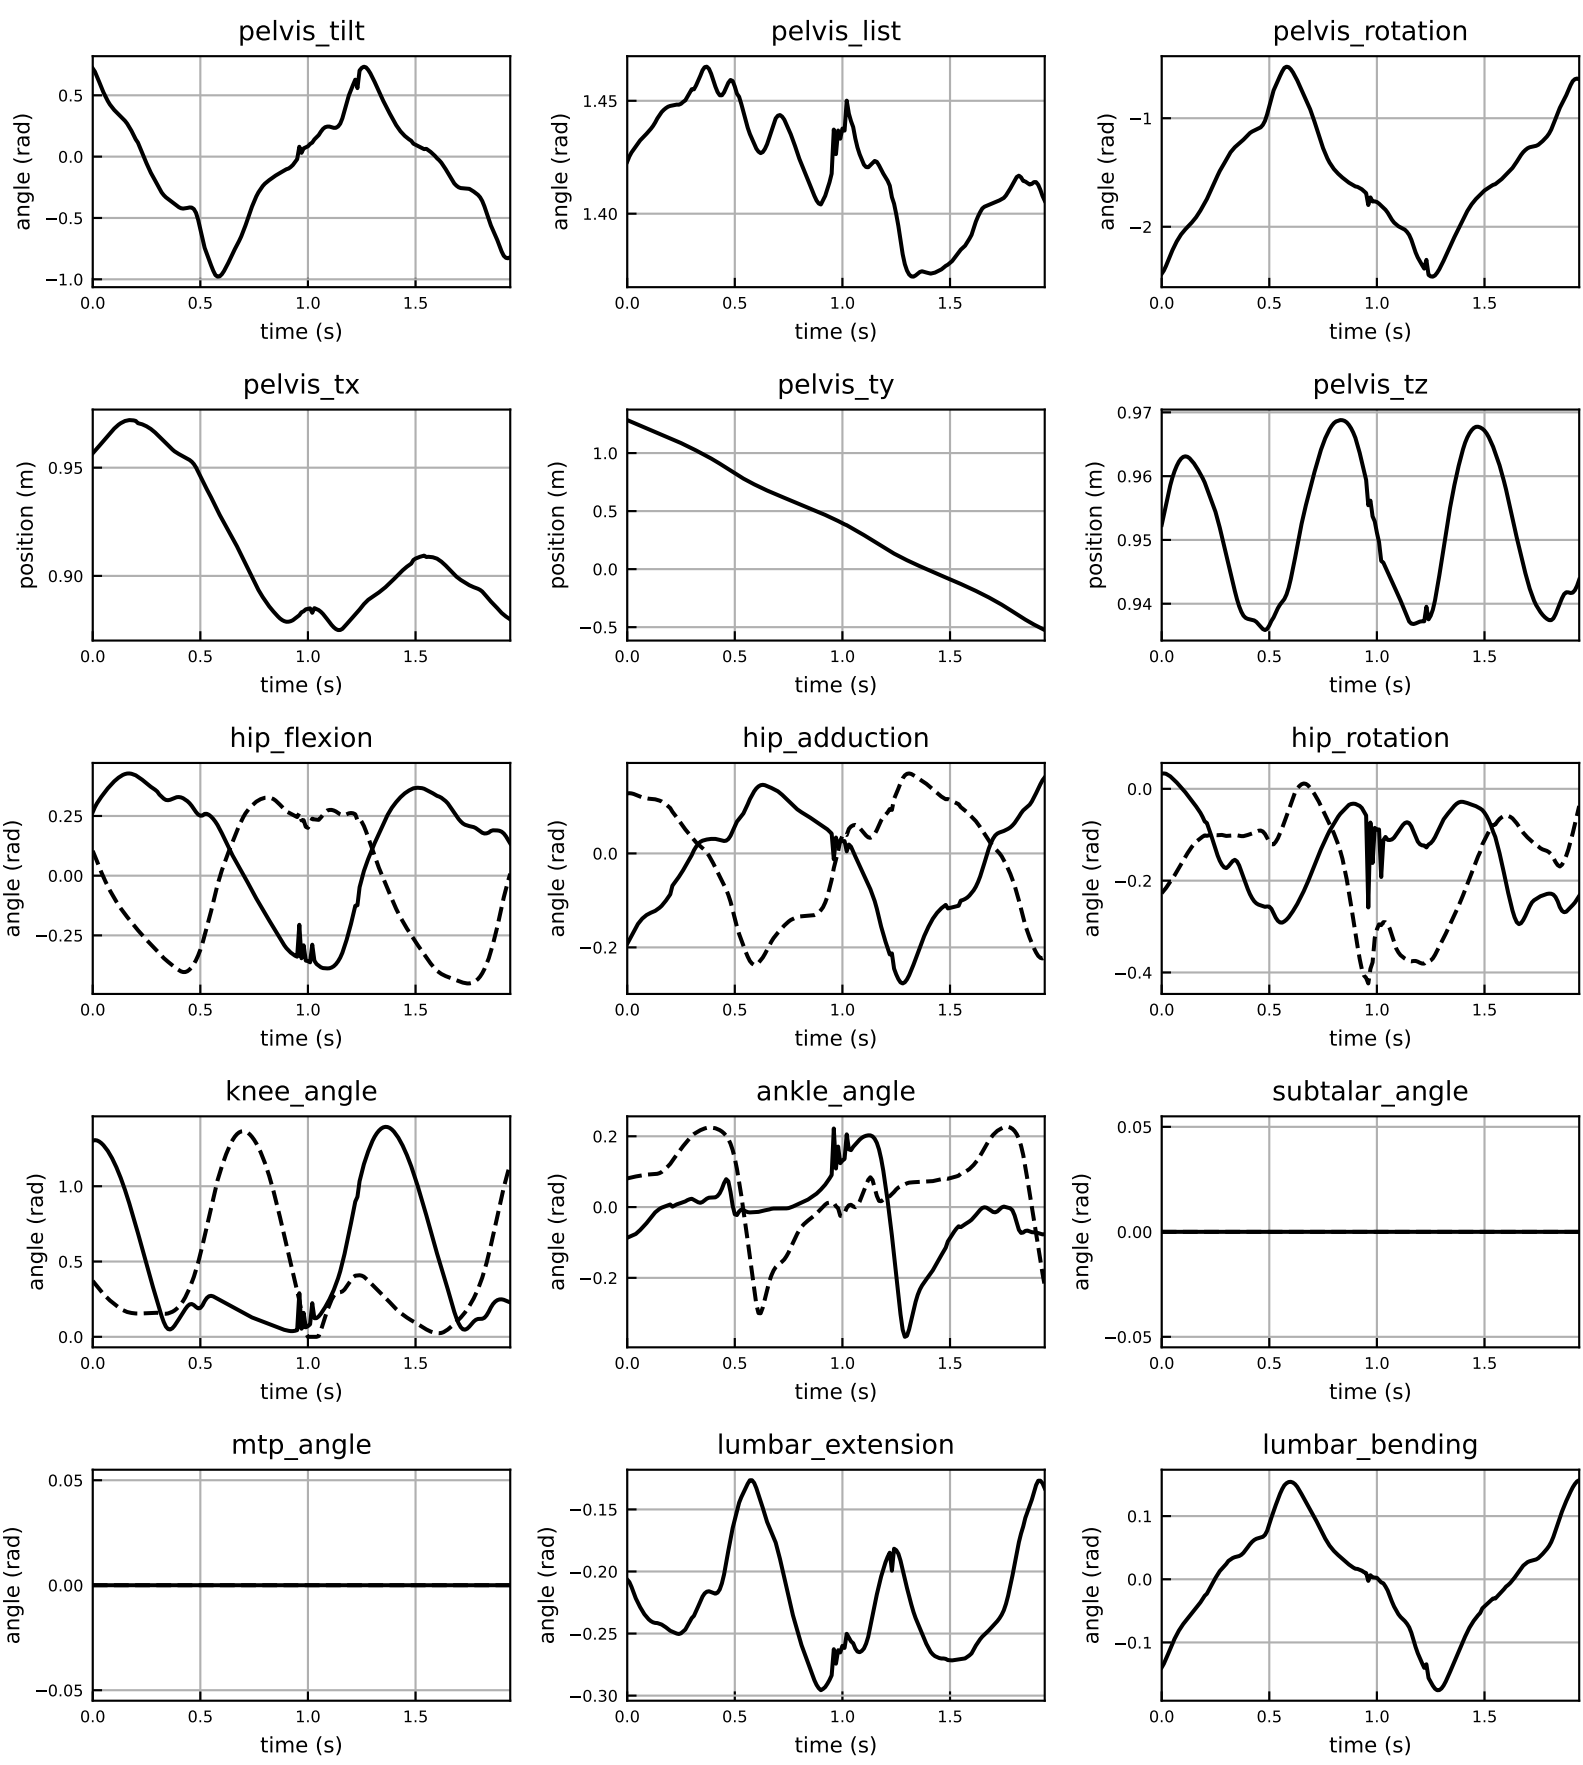 pelvis_tilt
angle (rad)
0.5
0.0
−0.5
−1.0
0.0 0.5 1.0 1.5
time (s)
pelvis_list
angle (rad)
1.45
1.40
0.0 0.5 1.0 1.5
time (s)
pelvis_rotation
angle (rad)
−1
−2
0.0 0.5 1.0 1.5
time (s)
pelvis_tx
position (m)
0.95
0.90
0.0 0.5 1.0 1.5
time (s)
pelvis_ty
position (m)
1.0
0.5
0.0
−0.5
0.0 0.5 1.0 1.5
time (s)
pelvis_tz
position (m)
0.97
0.96
0.95
0.94
0.0 0.5 1.0 1.5
time (s)
hip_flexion
angle (rad)
0.25
0.00
−0.25
0.0 0.5 1.0 1.5
time (s)
hip_adduction
angle (rad)
0.0
−0.2
0.0 0.5 1.0 1.5
time (s)
hip_rotation
angle (rad)
0.0
−0.2
−0.4
0.0 0.5 1.0 1.5
time (s)
knee_angle
angle (rad)
1.0
0.5
0.0
0.0 0.5 1.0 1.5
time (s)
ankle_angle
angle (rad)
0.2
0.0
−0.2
0.0 0.5 1.0 1.5
time (s)
subtalar_angle
angle (rad)
0.05
0.00
−0.05
0.0 0.5 1.0 1.5
time (s)
mtp_angle
angle (rad)
0.05
0.00
−0.05
0.0 0.5 1.0 1.5
time (s)
lumbar_extension
angle (rad)
−0.15
−0.20
−0.25
−0.30
0.0 0.5 1.0 1.5
time (s)
lumbar_bending
angle (rad)
0.1
0.0
−0.1
0.0 0.5 1.0 1.5
time (s)